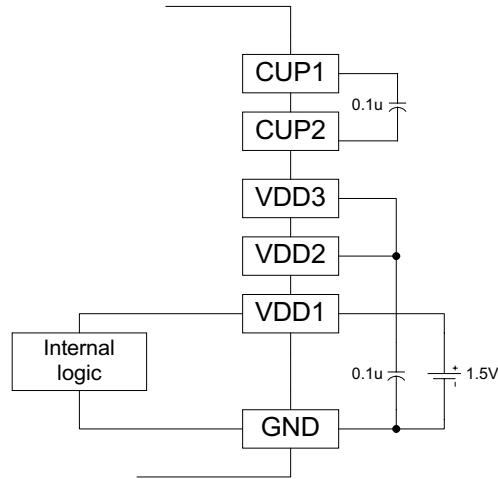 CUP1
0.1u
CUP2
VDD3
VDD2
VDD1
Internal
logic
0.1u
+
1.5V
-
GND